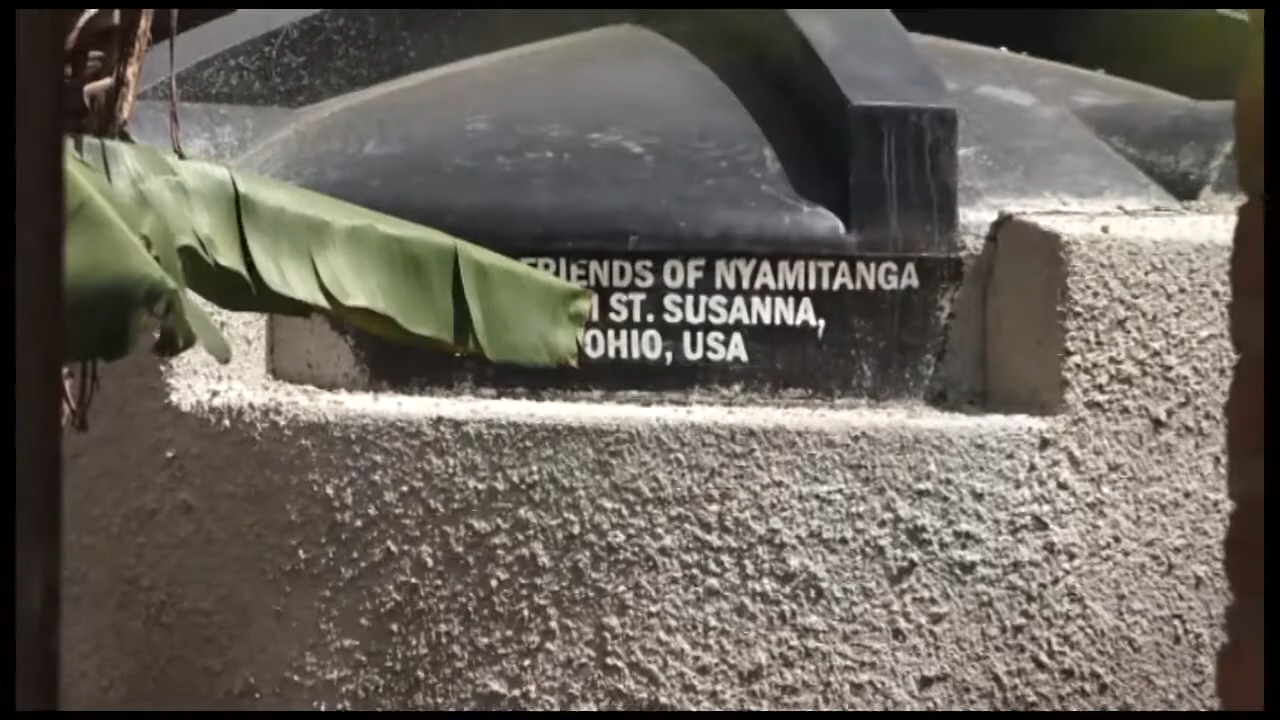 FRIENDS OF NYAMITANGA
ST. SUSANNA,
OHIO, USA